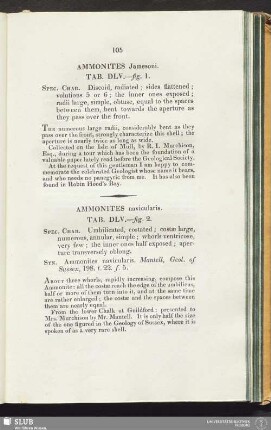 105
AMMONITES Jamesoni.
TAB. DLV.—fig. 1.
Spec. Char. Discoid, radiated; sides flattened;
volutions 5 or 6; the inner ones exposed;
radii large, simple, obtuse, equal to the spaces
between them, bent towards the aperture as
they pass over the front.
The numerous large radii, considerably bent as they
pass over the front, strongly characterize this shell; the
aperture is nearly twice as long as wide.
Collected on the Isle of Mull, by R. I. Murchison,
Esq., during a tour which has been the foundation of a
valuable paper lately read before the Geological Society.
At the request of this gentleman I am happy to com-
memorate the celebrated Geologist whose name it bears,
and who needs no panegyric from me. It has also been
found in Robin Hood's Bay.
AMMONITES navicularis.
TAB. DLV.—fig. 2.
Spec. Char. Umbilicated, costated; costæ large,
numerous, annular, simple; whorls ventricose,
very few; the inner ones half exposed; aper-
ture transversely oblong.
Syn. Ammonites navicularis. Mantell, Geol. of
Sussex, 198. t. 22. f. 5.
About three whorls, rapidly increasing, compose this
Ammonite: all the costæ reach the edge of the umbilicus,
half or more of them turn into it, and at the same time
are rather enlarged; the costæ and the spaces between
them are nearly equal.
From the lower Chalk at Guildford; presented to
Mrs. Murchison by Mr. Mantell. It is only half the size
of the one figured in the Geology of Sussex, where it is
spoken of as a very rare shell.
SLUB